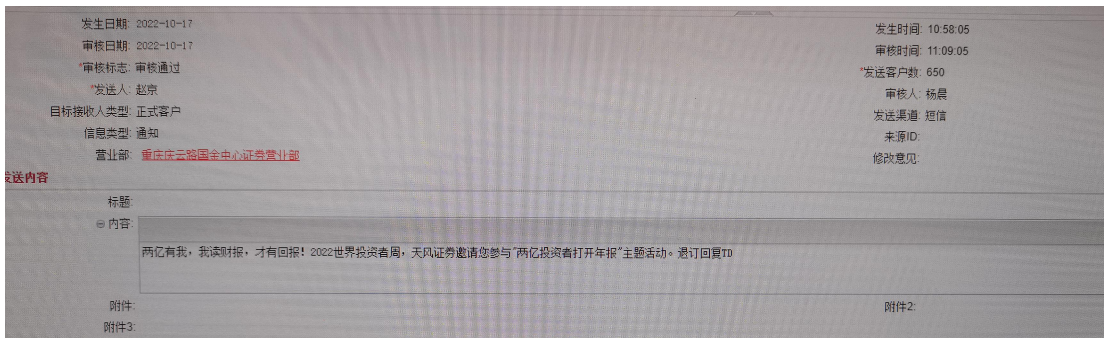 发生日期: 2022-10-17
发生时间: 10:58:05
审核日期: 2022-10-17
审核时间: 11:09:05
*审核标志: 审核通过
*发送客户数: 650
*发送人: 赵京
审核人: 杨晨
目标接收人类型: 正式客户
发送渠道: 短信
信息类型: 通知
来源ID:
营业部: 重庆庆云路国金中心证券营业部
修改意见:
发送内容
标题:
内容:
两亿有我，我读财报，才有回报！2022世界投资者周，天风证券邀请您参与"两亿投资者打开年报"主题活动。退订回复TD
附件:
附件2:
附件3: